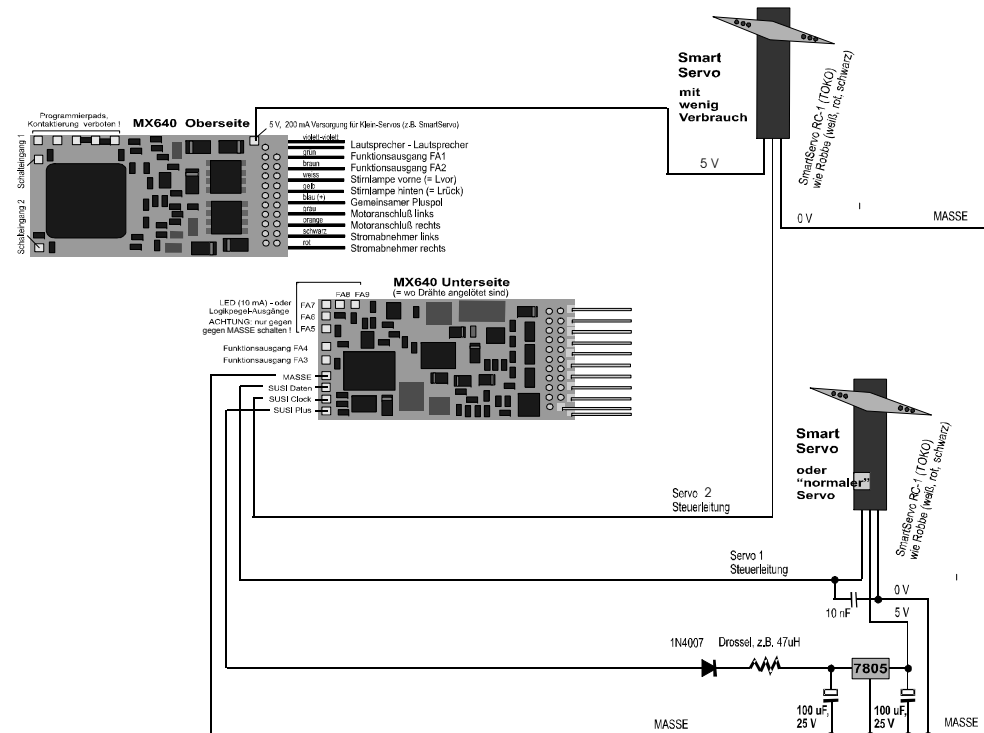 Programmierpads,
Kontaktierung verboten !
MX640 Oberseite
5 V, 200 mA Versorgung für Klein-Servos (z.B. SmartServo)
Schalteingang 1
Schalteingang 2
violett-violett
Lautsprecher - Lautsprecher
grün
Funktionsausgang FA1
braun
Funktionsausgang FA2
weiss
Stirnlampe vorne (= Lvor)
gelb
Stirnlampe hinten (= Lrück)
blau (+)
Gemeinsamer Pluspol
grau
Motoranschluß links
orange
Motoranschluß rechts
schwarz
Stromabnehmer links
rot
Stromabnehmer rechts
Smart
Servo
mit
wenig
Verbrauch
SmartServo RC-1 (TOKO)
wie Robbe (weiß, rot, schwarz)
5 V
0 V
MASSE
MX640 Unterseite
(= wo Drähte angelötet sind)
LED (10 mA) - oder
Logikpegel-Ausgänge
ACHTUNG: nur gegen
gegen MASSE schalten !
FA8 FA9
FA7
FA6
FA5
Funktionsausgang FA4
Funktionsausgang FA3
MASSE
SUSI Daten
SUSI Clock
SUSI Plus
Smart
Servo
oder
"normaler"
Servo
SmartServo RC-1 (TOKO)
wie Robbe (weiß, rot, schwarz)
Servo 2
Steuerleitung
Servo 1
Steuerleitung
10 nF
0 V
5 V
1N4007
Drossel, z.B. 47uH
7805
100 uF,
25 V
100 uF,
25 V
MASSE
MASSE